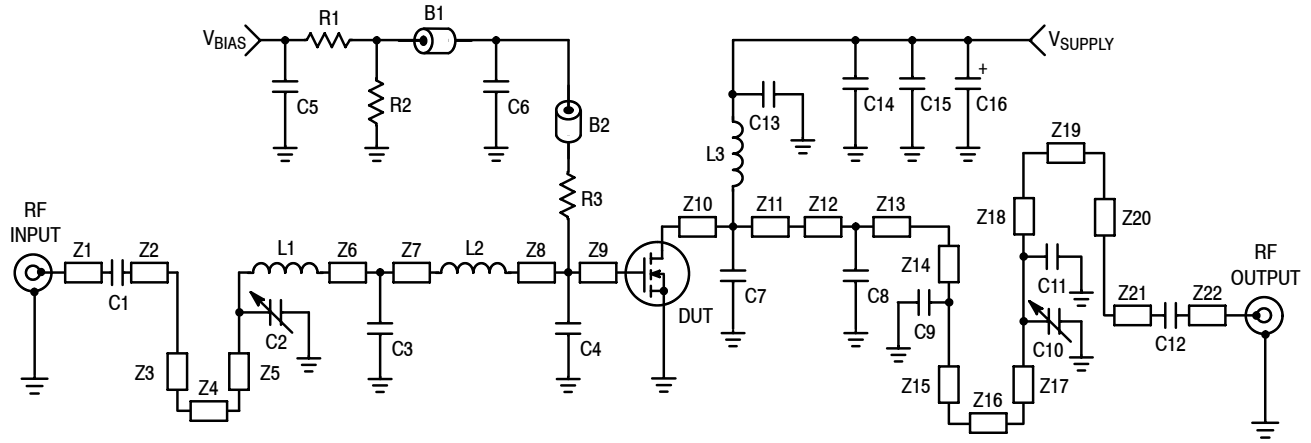 R1
B1
V_BIAS
V_SUPPLY
C5
R2
C6
B2
C13
C14
C15
+
C16
L3
R3
Z19
Z10
Z11
Z12
Z13
Z18
Z20
RF
INPUT
Z1
Z2
L1
Z6
Z7
L2
Z8
Z9
C1
C2
C3
C4
DUT
C7
C8
Z14
C9
C11
C10
RF
OUTPUT
Z21
Z22
C12
Z3
Z4
Z5
Z15
Z16
Z17